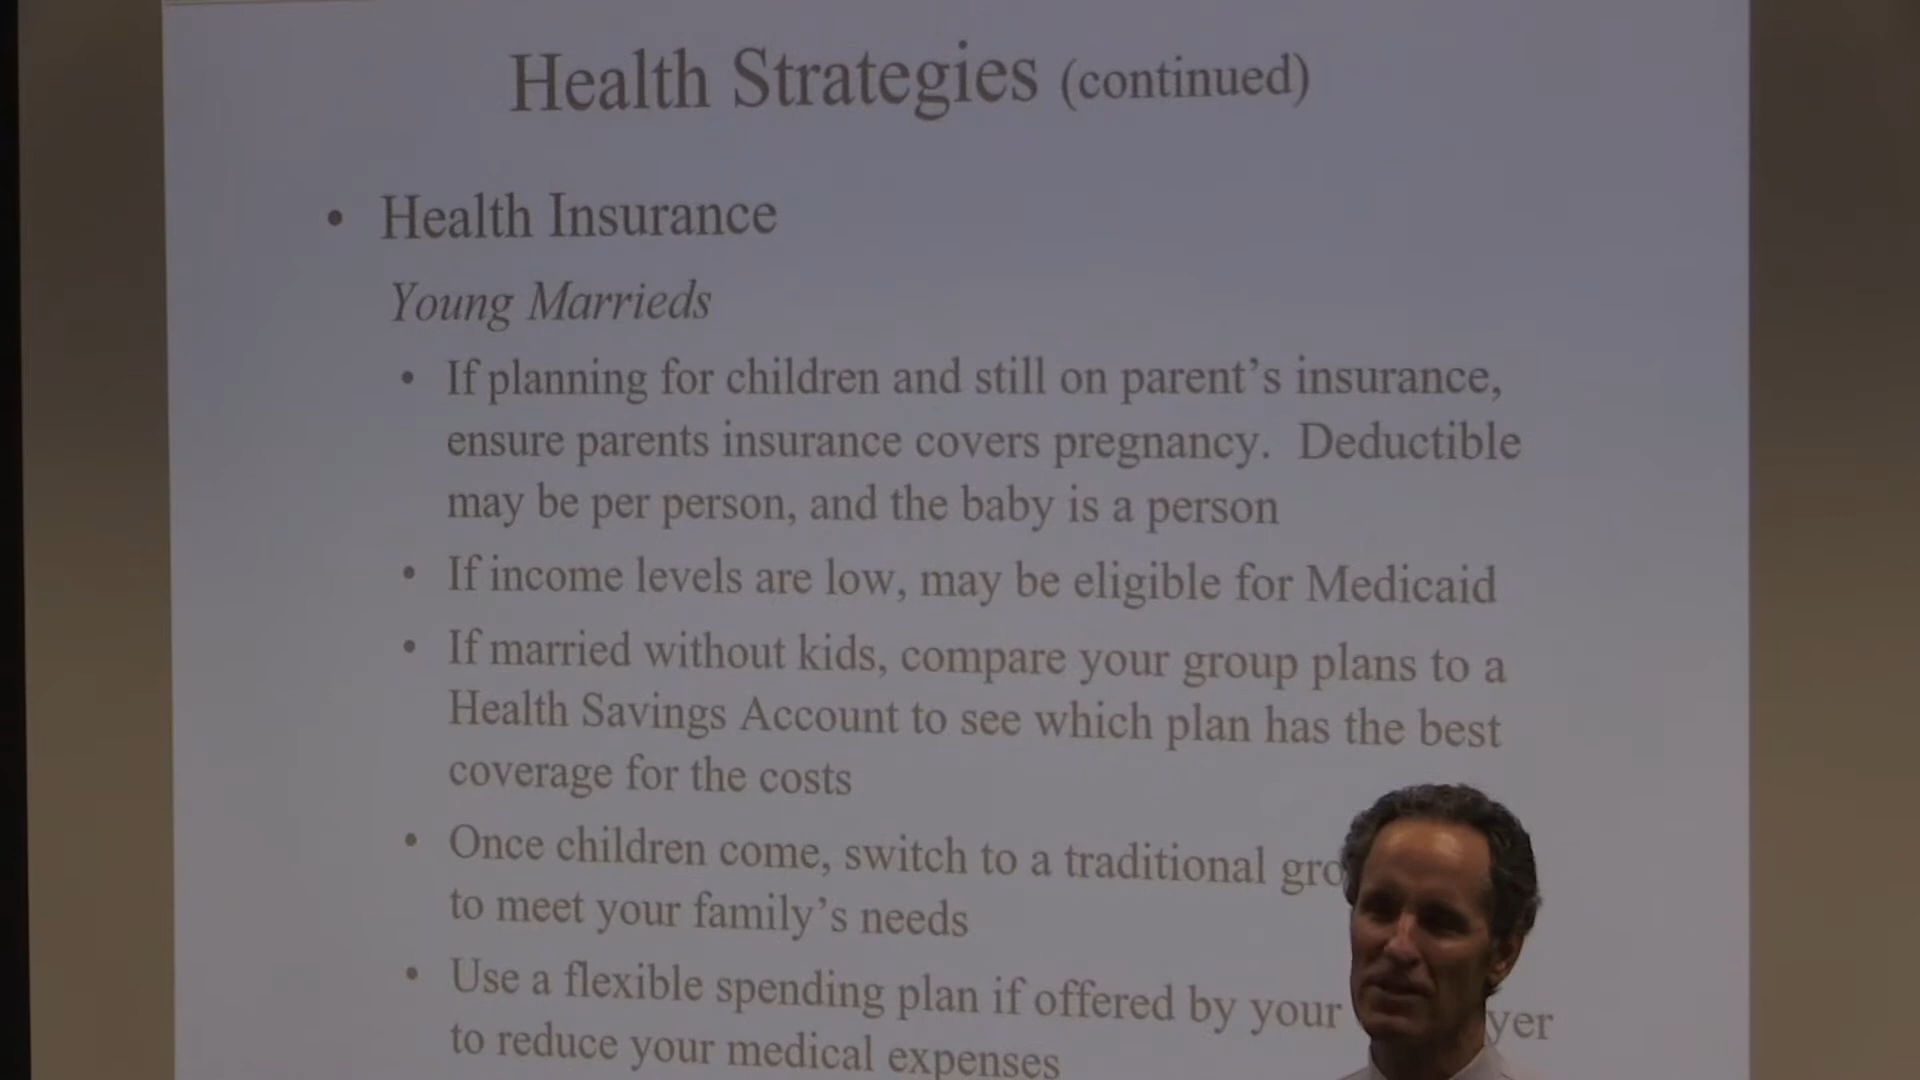 Health Strategies (continued)
• Health Insurance
Young Marrieds
• If planning for children and still on parent’s insurance,
ensure parents insurance covers pregnancy. Deductible
may be per person, and the baby is a person
• If income levels are low, may be eligible for Medicaid
• If married without kids, compare your group plans to a
Health Savings Account to see which plan has the best
coverage for the costs
• Once children come, switch to a traditional gro
to meet your family’s needs
• Use a flexible spending plan if offered by your yer
to reduce your medical expenses